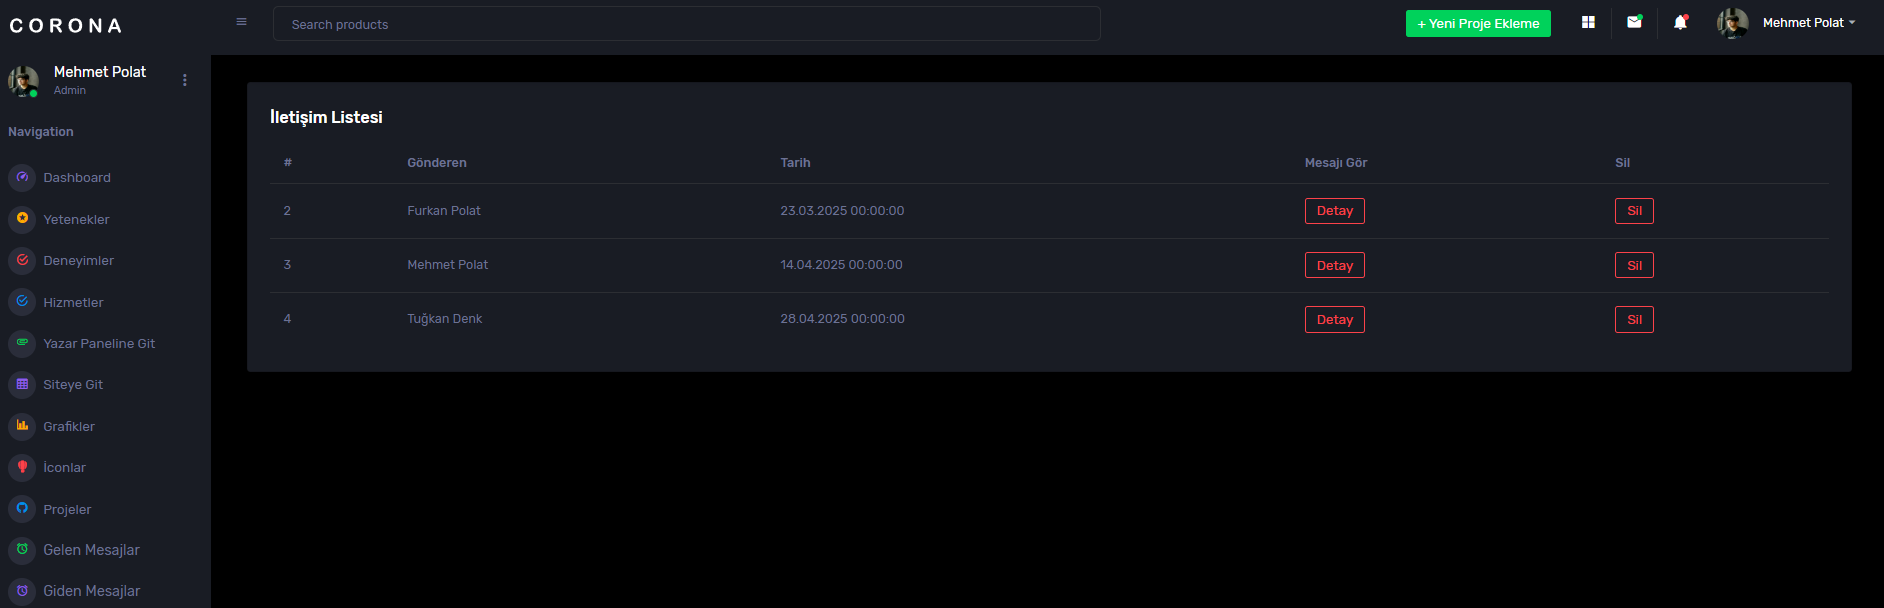 CORONA
Search products
+ Yeni Proje Ekleme
Mehmet Polat
Mehmet Polat
Admin
Navigation
Dashboard
Yetenekler
Deneyimler
Hizmetler
Yazar Paneline Git
Siteye Git
Grafikler
İconlar
Projeler
Gelen Mesajlar
Giden Mesajlar
İletişim Listesi
# Gönderen Tarih Mesajı Gör Sil
2 Furkan Polat 23.03.2025 00:00:00 Detay Sil
3 Mehmet Polat 14.04.2025 00:00:00 Detay Sil
4 Tuğkan Denk 28.04.2025 00:00:00 Detay Sil